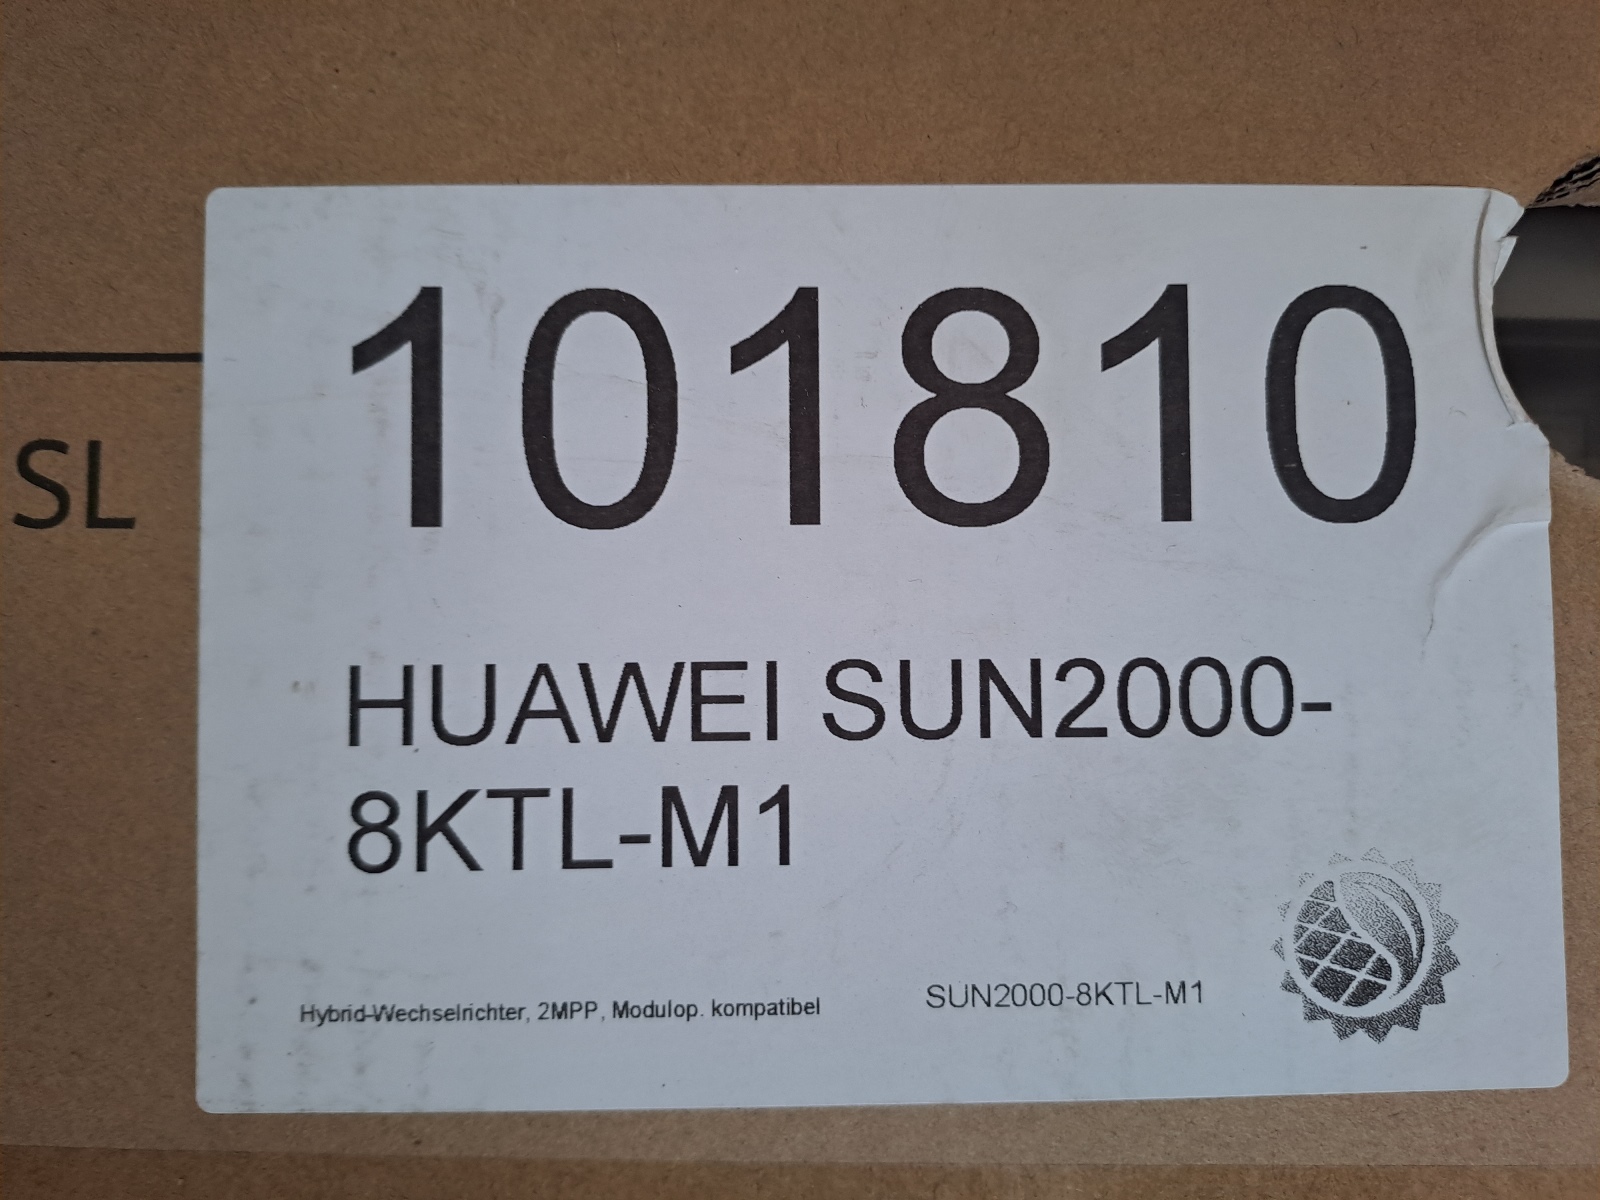 101810
SL
HUAWEI SUN2000-
8KTL-M1
Hybrid-Wechselrichter, 2MPP, Modulop. kompatibel
SUN2000-8KTL-M1